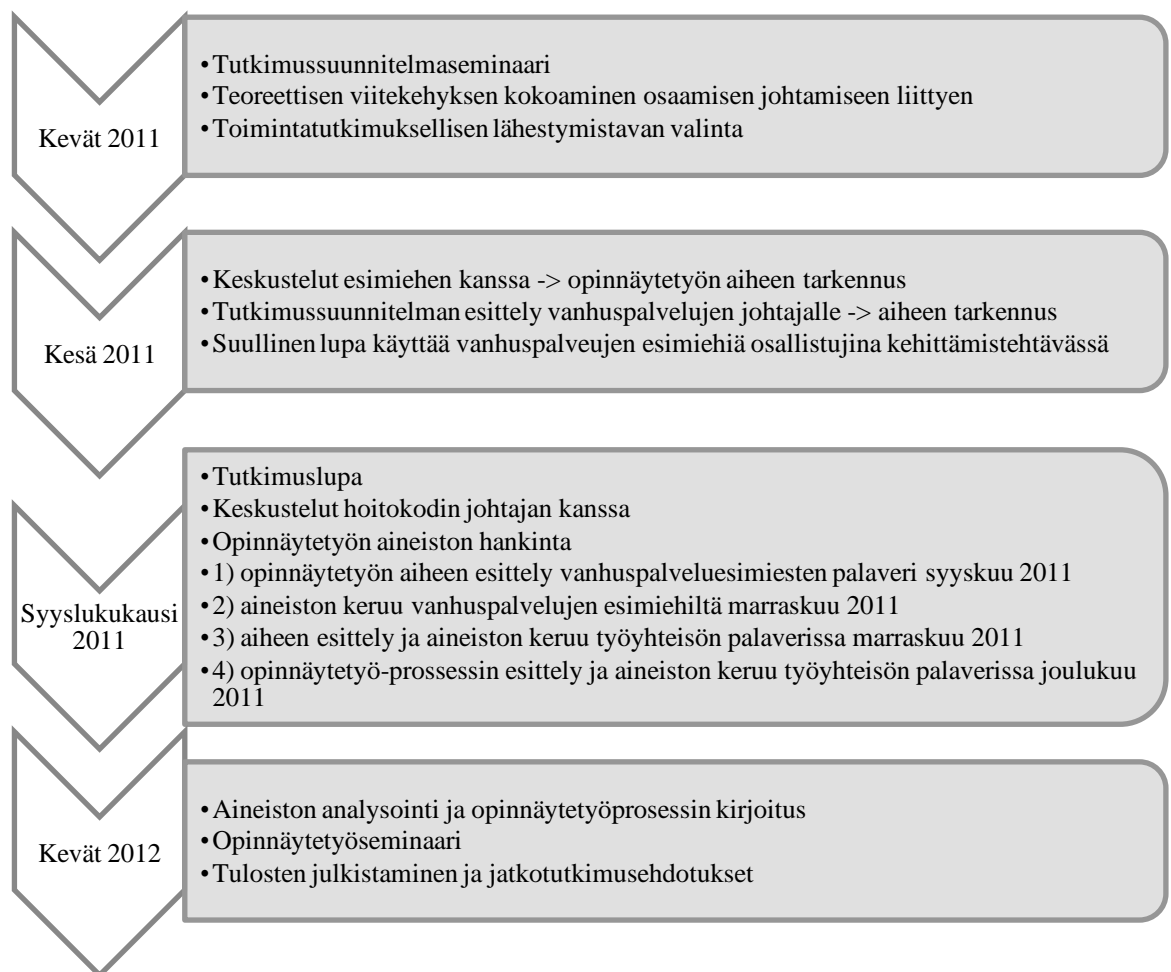 Kevät 2011
•Tutkimussuunnitelmaseminaari
•Teoreettisen viitekehyksen kokoaminen osaamisen johtamiseen liittyen
•Toimintatutkimuksellisen lähestymistavan valinta
Kesä 2011
•Keskustelut esimiehen kanssa -> opinnäytetyön aiheen tarkennus
•Tutkimussuunnitelman esittely vanhuspalvelujen johtajalle -> aiheen tarkennus
•Suullinen lupa käyttää vanhuspalveujen esimiehiä osallistujina kehittämistehtävässä
Syyslukukausi
2011
•Tutkimuslupa
•Keskustelut hoitokodin johtajan kanssa
•Opinnäytetyön aineiston hankinta
•1) opinnäytetyön aiheen esittely vanhuspalveluesimiesten palaveri syyskuu 2011
•2) aineiston keruu vanhuspalvelujen esimiehiltä marraskuu 2011
•3) aiheen esittely ja aineiston keruu työyhteisön palaverissa marraskuu 2011
•4) opinnäytetyö-prossessin esittely ja aineiston keruu työyhteisön palaverissa joulukuu
2011
Kevät 2012
•Aineiston analysointi ja opinnäytetyöprosessin kirjoitus
•Opinnäytetyöseminaari
•Tulosten julkistaminen ja jatkotutkimusehdotukset